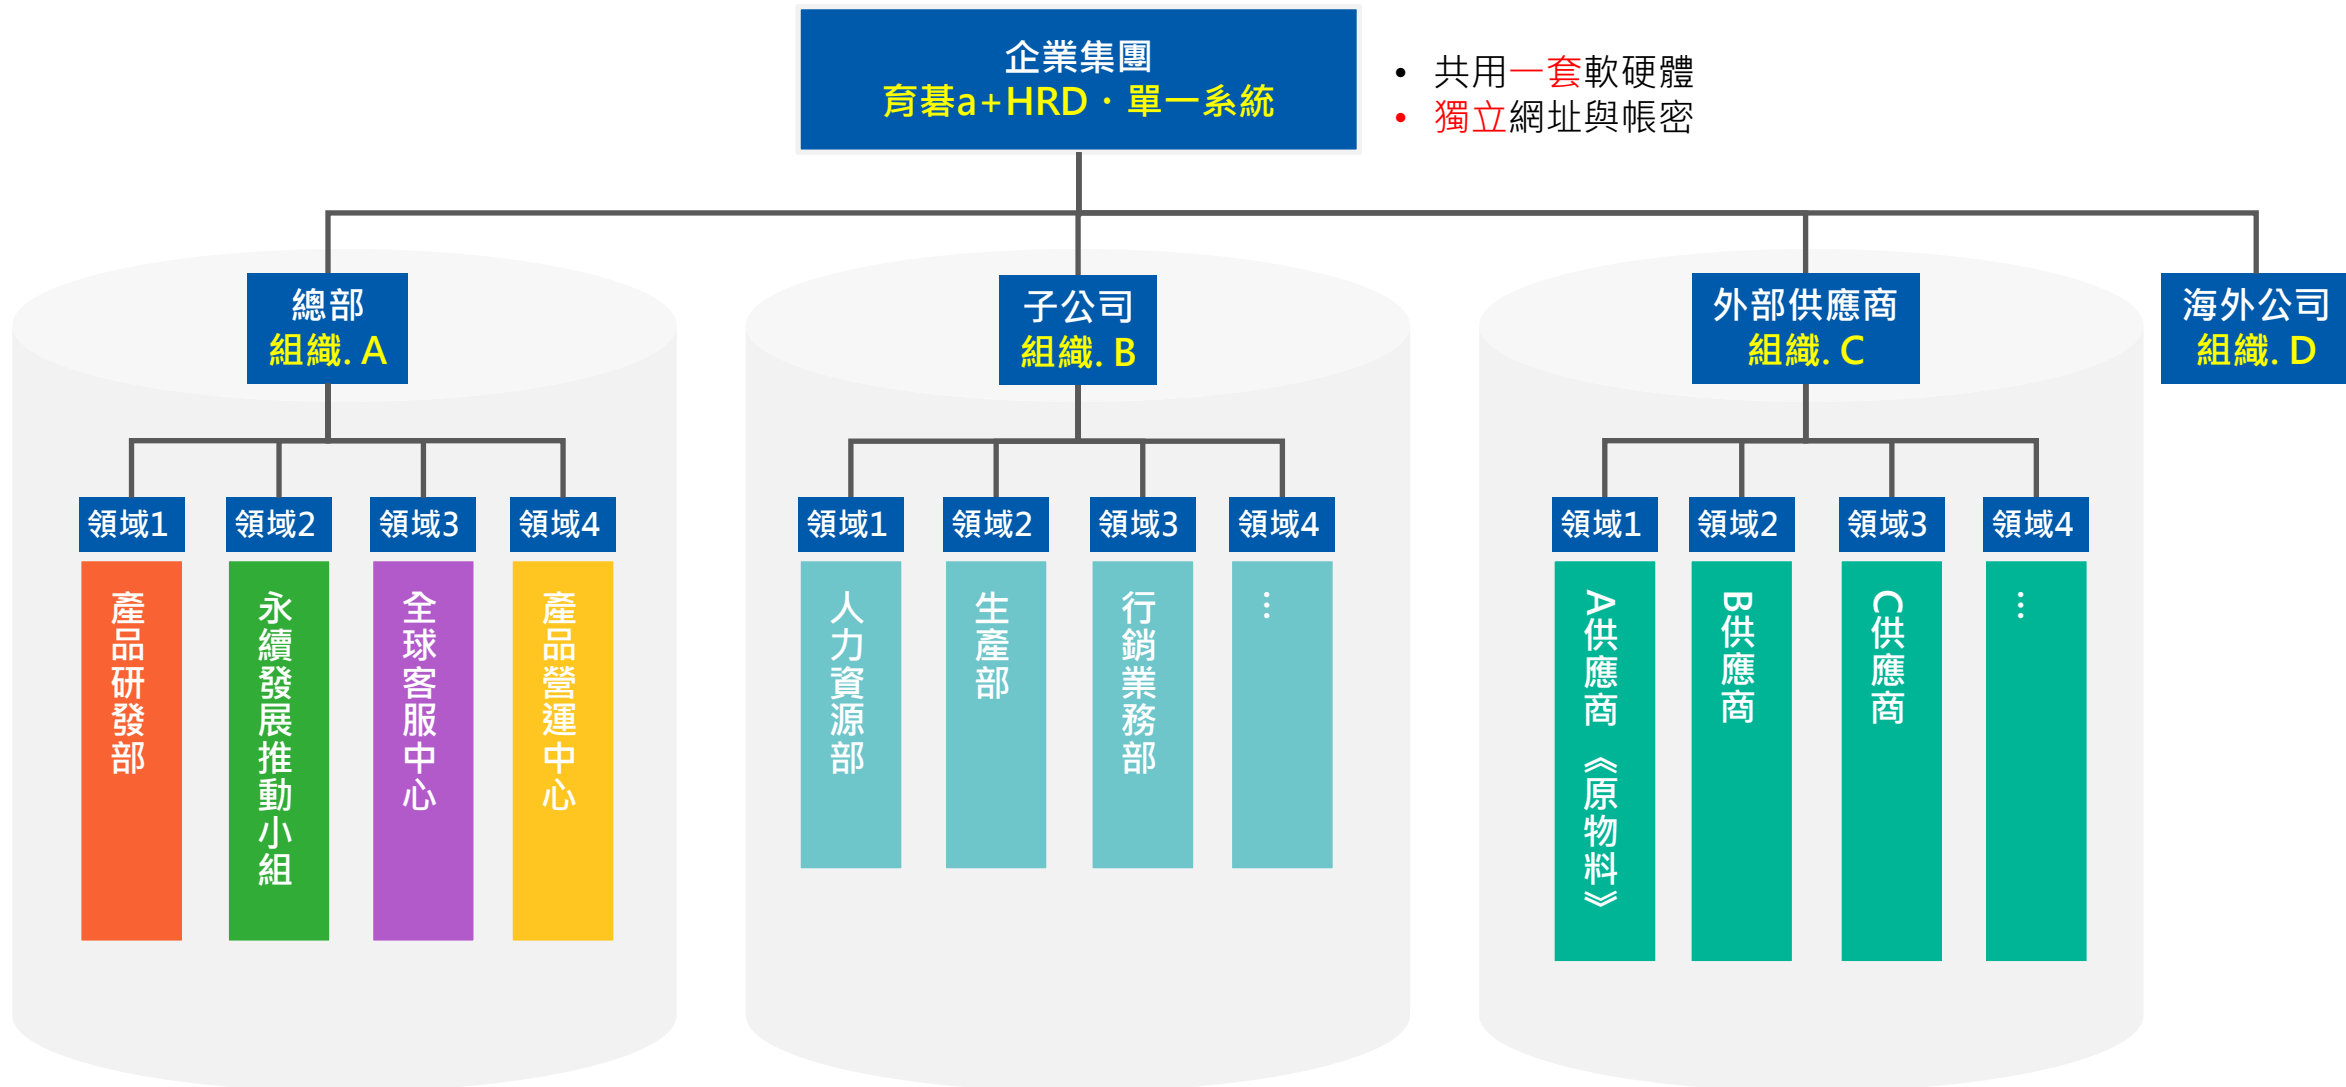 企業集團
育碁a+HRD．單一系統
• 共用一套軟硬體
• 獨立網址與帳密
總部
組織. A
子公司
組織. B
外部供應商
組織. C
海外公司
組織. D
領域1
領域2
領域3
領域4
產品研發部
永續發展推動小組
全球客服中心
產品營運中心
領域1
領域2
領域3
領域4
人力資源部
生產部
行銷業務部
…
領域1
領域2
領域3
領域4
A供應商《原物料》
B供應商
C供應商
…